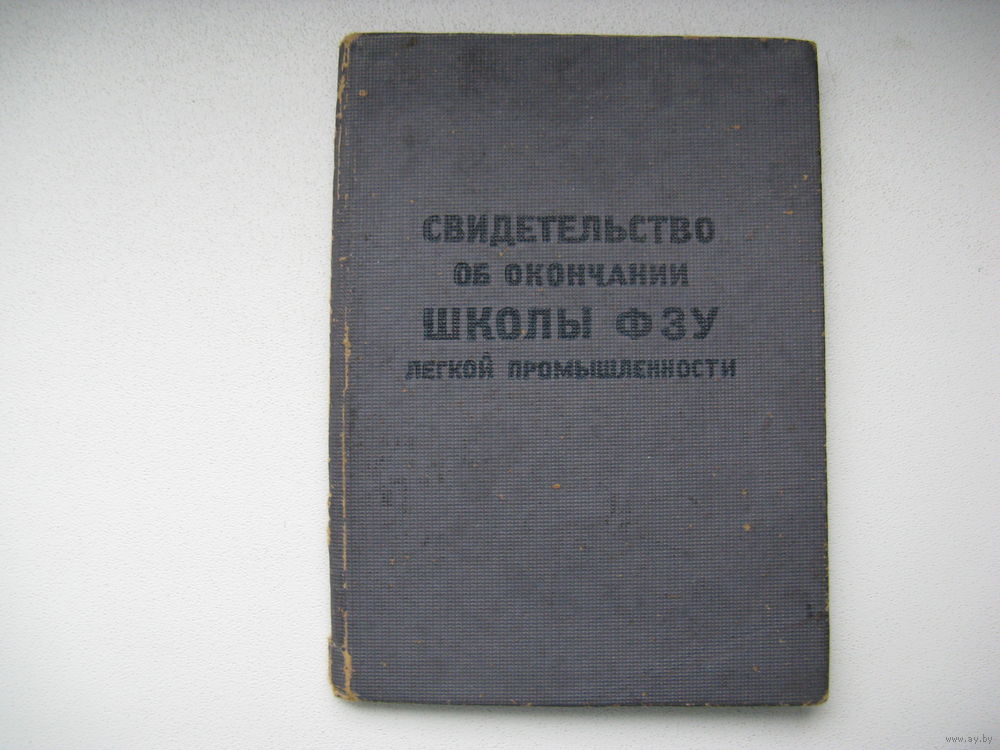 СВИДЕТЕЛЬСТВО
ОБ ОКОНЧАНИИ
ШКОЛЫ ФЗУ
ЛЕГКОЙ ПРОМЫШЛЕННОСТИ
www.ay.by